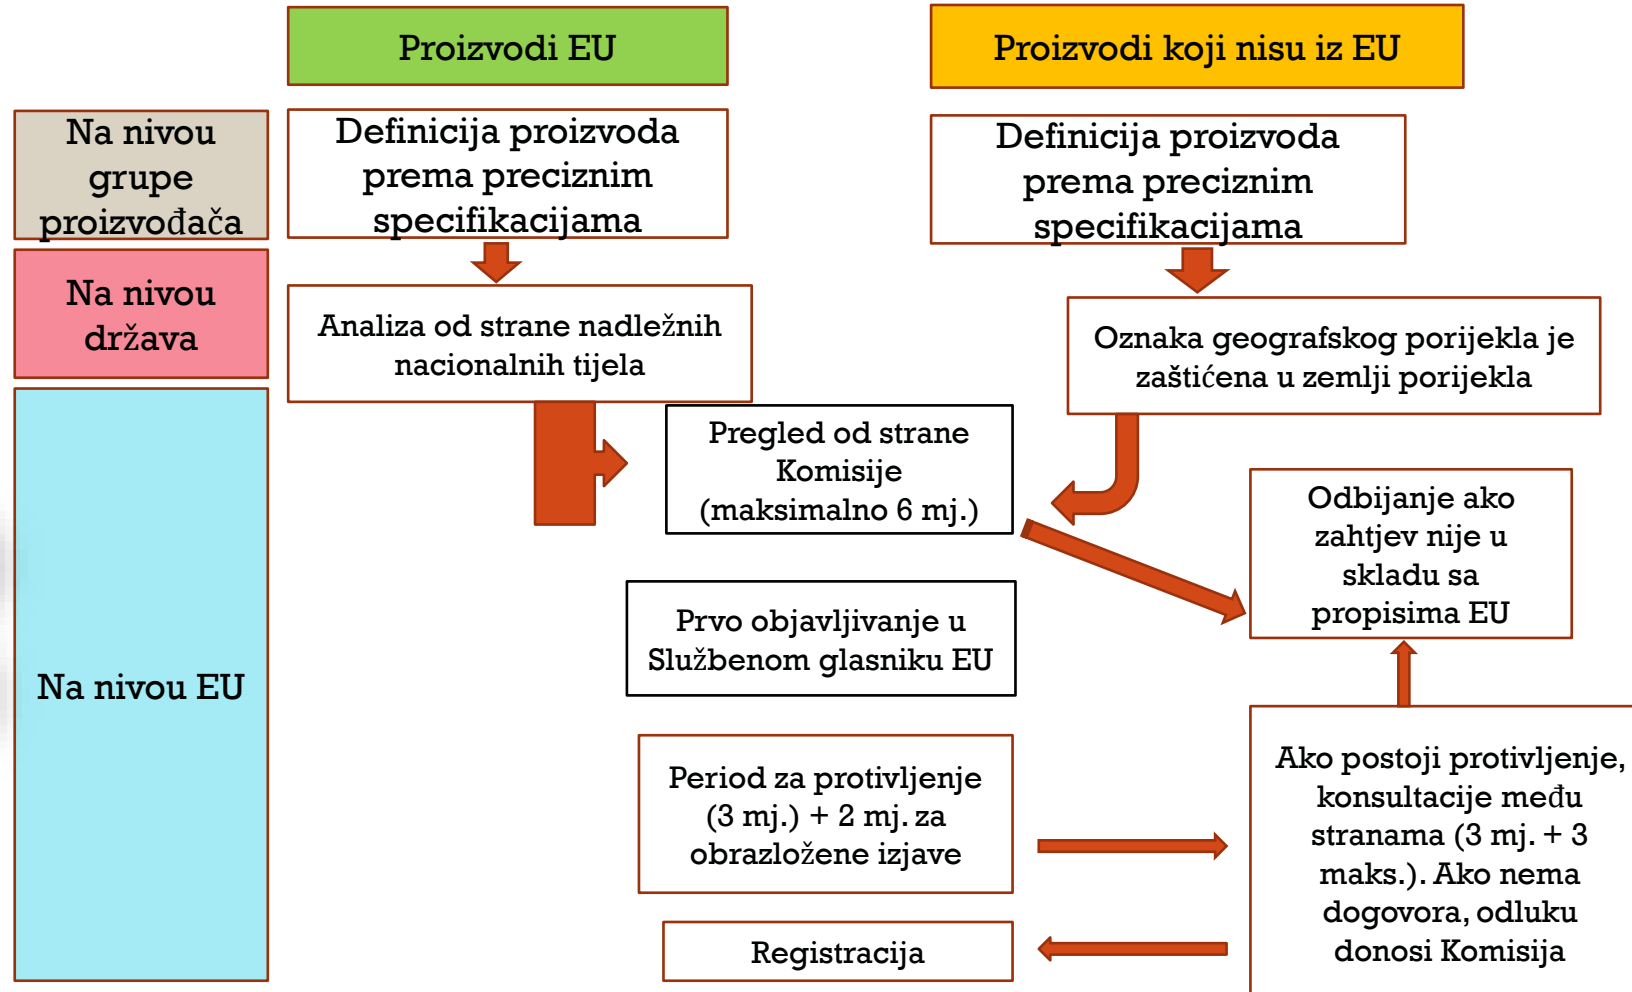 Proizvodi EU
Proizvodi koji nisu iz EU
Na nivou
grupe
proizvođača
Definicija proizvoda
prema preciznim
specifikacijama
Definicija proizvoda
prema preciznim
specifikacijama
Na nivou
država
Analiza od strane nadležnih
nacionalnih tijela
Oznaka geografskog porijekla je
zaštićena u zemlji porijekla
Na nivou EU
Pregled od strane
Komisije
(maksimalno 6 mj.)
Odbijanje ako
zahtjev nije u
skladu sa
propisima EU
Prvo objavljivanje u
Službenom glasniku EU
Period za protivljenje
(3 mj.) + 2 mj. za
obrazložene izjave
Ako postoji protivljenje,
konsultacije među
stranama (3 mj. + 3
maks.). Ako nema
dogovora, odluku
donosi Komisija
Registracija